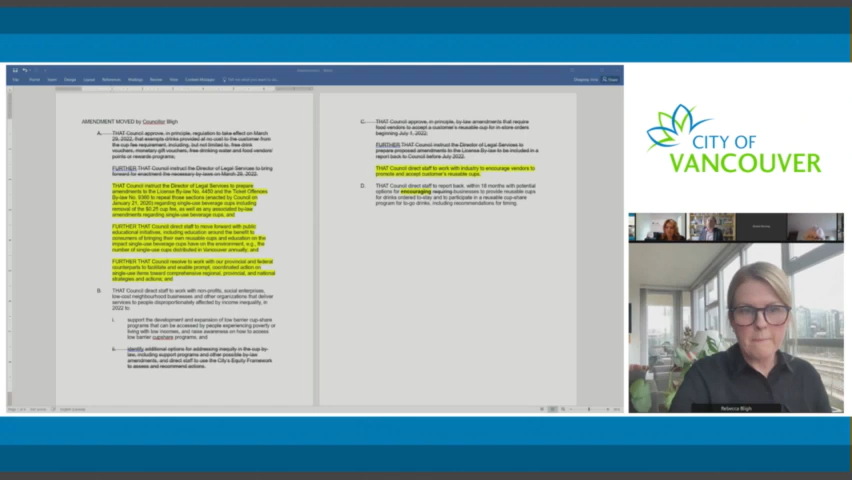 AMENDMENT MOVED by Councillor Bligh
A. THAT Council approve, in principle, regulation to take effect on March
29, 2022, that exempts drinks provided at no cost to the customer from
the cup fee requirement, including, but not limited to, free drink
vouchers, monetary gift vouchers, free drinking water and food vendors'
points or rewards programs.
FURTHER THAT Council instruct the Director of Legal Services to bring
forward for enactment the necessary by-laws on March 29, 2022.
THAT Council instruct the Director of Legal Services to prepare
amendments to the Licence By-law No. 4450 and the Ticket Offences
By-law No. 9360 to repeal those sections (enacted by Council on
January 21, 2020) regarding single-use beverage cups including
removal of the $0.25 cup fee, as well as any associated by-law
amendments regarding single-use beverage cups, and
FURTHER THAT Council direct staff to move forward with public
educational initiatives, including education around the benefit to
consumers of bringing their own reusable cups and education on the
impact single-use beverage cups have on the environment, e.g., the
number of single-use cups distributed in Vancouver annually; and
FURTHER THAT Council resolve to work with our provincial and federal
counterparts to facilitate and enable prompt, coordinated action on
single-use items toward comprehensive regional, provincial, and national
strategies and actions; and
B. THAT Council direct staff to work with non-profits, social enterprises,
low-cost neighbourhood businesses and other organizations that deliver
services to people disproportionately affected by income inequality, in
2022 to
i. support the development and expansion of low barrier cup-share
programs that can be accessed by people experiencing poverty or
living with low incomes, and raise awareness on how to access
low barrier cupshare programs; and
ii. identify additional options for addressing inequity in the cup by-
law, including support programs and other possible by-law
amendments, and direct staff to use the City's Equity Framework
to assess and recommend actions.
C. THAT Council approve, in principle, by-law amendments that require
food vendors to accept a customer's reusable cup for in store orders
beginning July 1, 2022.
FURTHER THAT Council instruct the Director of Legal Services to
prepare proposed amendments to the Licence By-law to be included in a
report back to Council before July 2022.
THAT Council direct staff to work with industry to encourage vendors to
promote and accept customer's reusable cups.
D. THAT Council direct staff to report back, within 18 months with potential
options for encouraging requiring businesses to provide reusable cups
for drinks ordered to-stay and to participate in a reusable cup-share
program for to-go drinks, including recommendations for timing
CITY OF
VANCOUVER
Rebecca Bligh